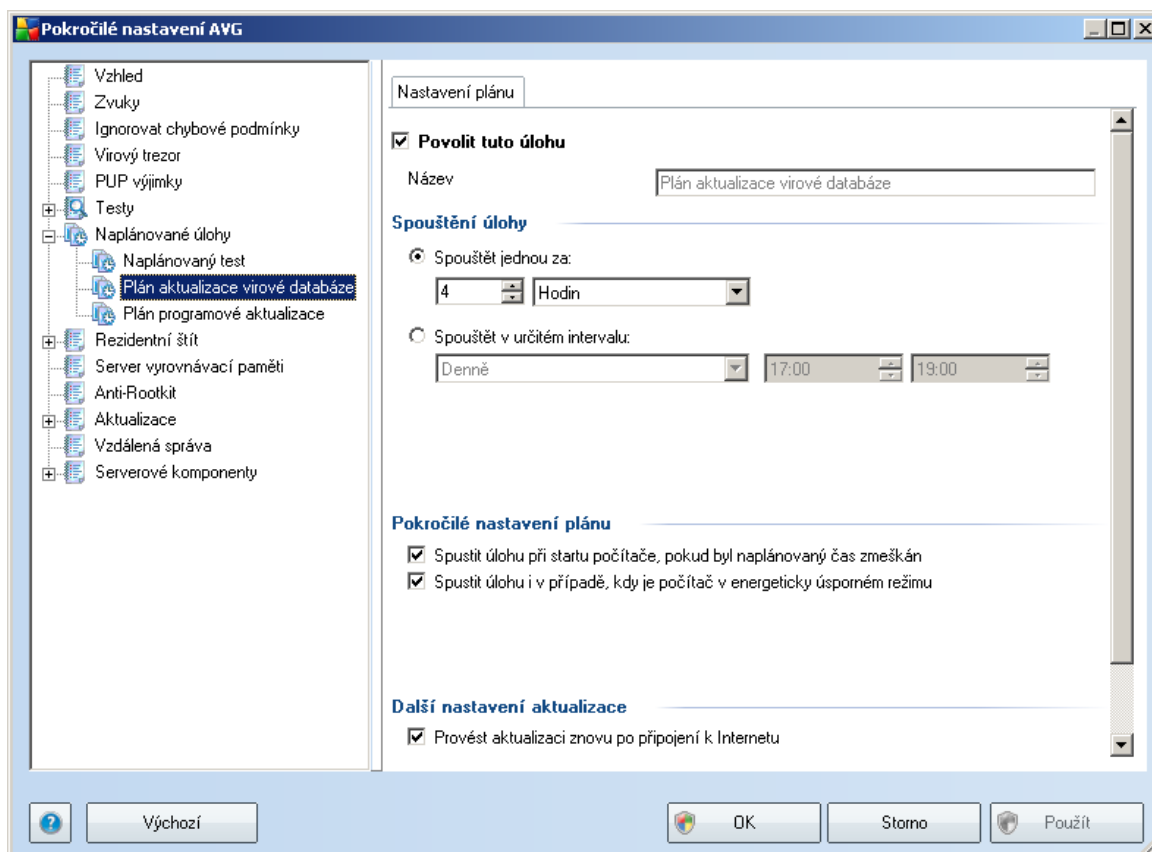 Pokročilé nastavení AVG
Vzhled
Zvuky
Ignorovat chybové podmínky
Virový trezor
PUP výjimky
Testy
Naplánované úlohy
Naplánovaný test
Plán aktualizace virové databáze
Plán programové aktualizace
Rezidentní štít
Server vyrovnávací paměti
Anti-Rootkit
Aktualizace
Vzdálená správa
Serverové komponenty
Nastavení plánu
Povolit tuto úlohu
Název
Plán aktualizace virové databáze
Spouštění úlohy
Spouštět jednou za:
4 Hodin
Spouštět v určitém intervalu:
Denně 17:00 19:00
Pokročilé nastavení plánu
Spustit úlohu při startu počítače, pokud byl naplánovaný čas zmeškán
Spustit úlohu i v případě, kdy je počítač v energeticky úsporném režimu
Další nastavení aktualizace
Provést aktualizaci znovu po připojení k Internetu
? Výchozí OK Storno Použít